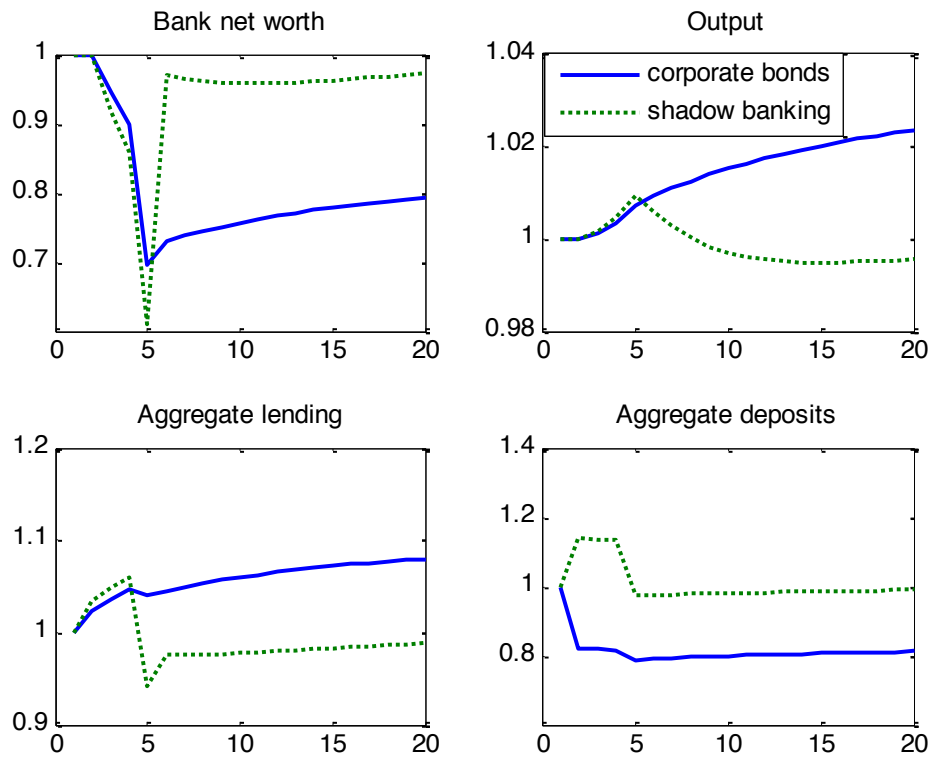 Bank net worth
1
0.9
0.8
0.7
0 5 10 15 20
Output
1.04
1.02
1
0.98
0 5 10 15 20
corporate bonds
shadow banking
Aggregate lending
1.2
1.1
1
0.9
0 5 10 15 20
Aggregate deposits
1.4
1.2
1
0.8
0 5 10 15 20